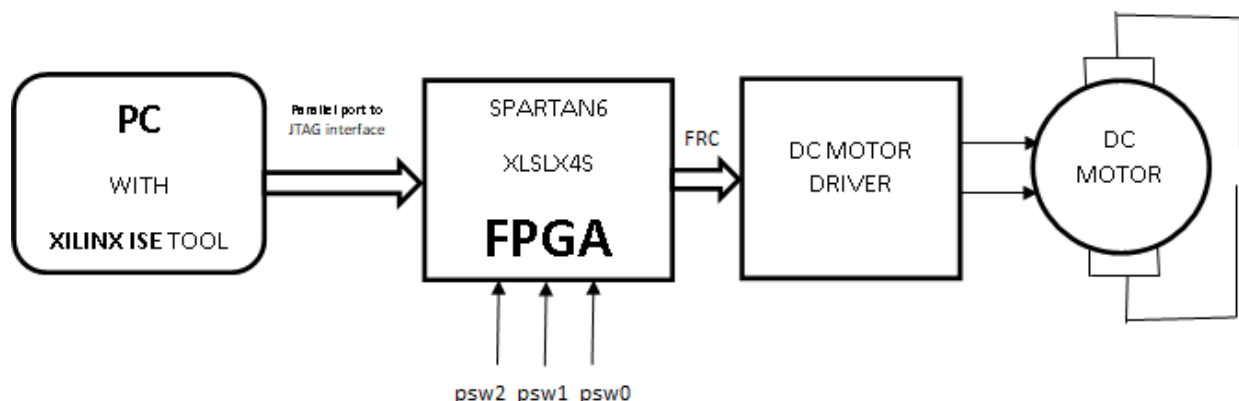 PC
WITH
XILINX ISE TOOL
Parallel port to
JTAG interface
SPARTAN6
XLSLX4S
FPGA
psw2 psw1 psw0
FRC
DC MOTOR
DRIVER
DC
MOTOR